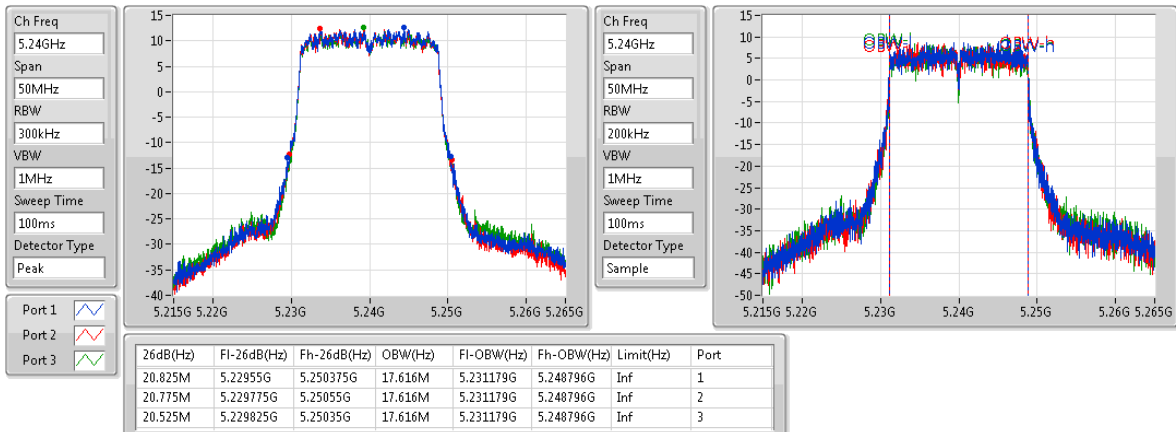 Ch Freq
5.24GHz
Span
50MHz
RBW
300kHz
VBW
1MHz
Sweep Time
100ms
Detector Type
Peak
15
10
5
0
-5
-10
-15
-20
-25
-30
-35
-40
5.215G 5.22G 5.23G 5.24G 5.25G 5.26G 5.265G
Ch Freq
5.24GHz
Span
50MHz
RBW
200kHz
VBW
1MHz
Sweep Time
100ms
Detector Type
Sample
15
10
5
0
-5
-10
-15
-20
-25
-30
-35
-40
-45
-50
OBW-l OBW-h
5.215G 5.22G 5.23G 5.24G 5.25G 5.26G 5.265G
Port 1
Port 2
Port 3
26dB(Hz) Fl-26dB(Hz) Fh-26dB(Hz) OBW(Hz) Fl-OBW(Hz) Fh-OBW(Hz) Limit(Hz) Port
20.825M 5.22955G 5.250375G 17.616M 5.231179G 5.248796G Inf 1
20.775M 5.229775G 5.25055G 17.616M 5.231179G 5.248796G Inf 2
20.525M 5.229825G 5.25035G 17.616M 5.231179G 5.248796G Inf 3